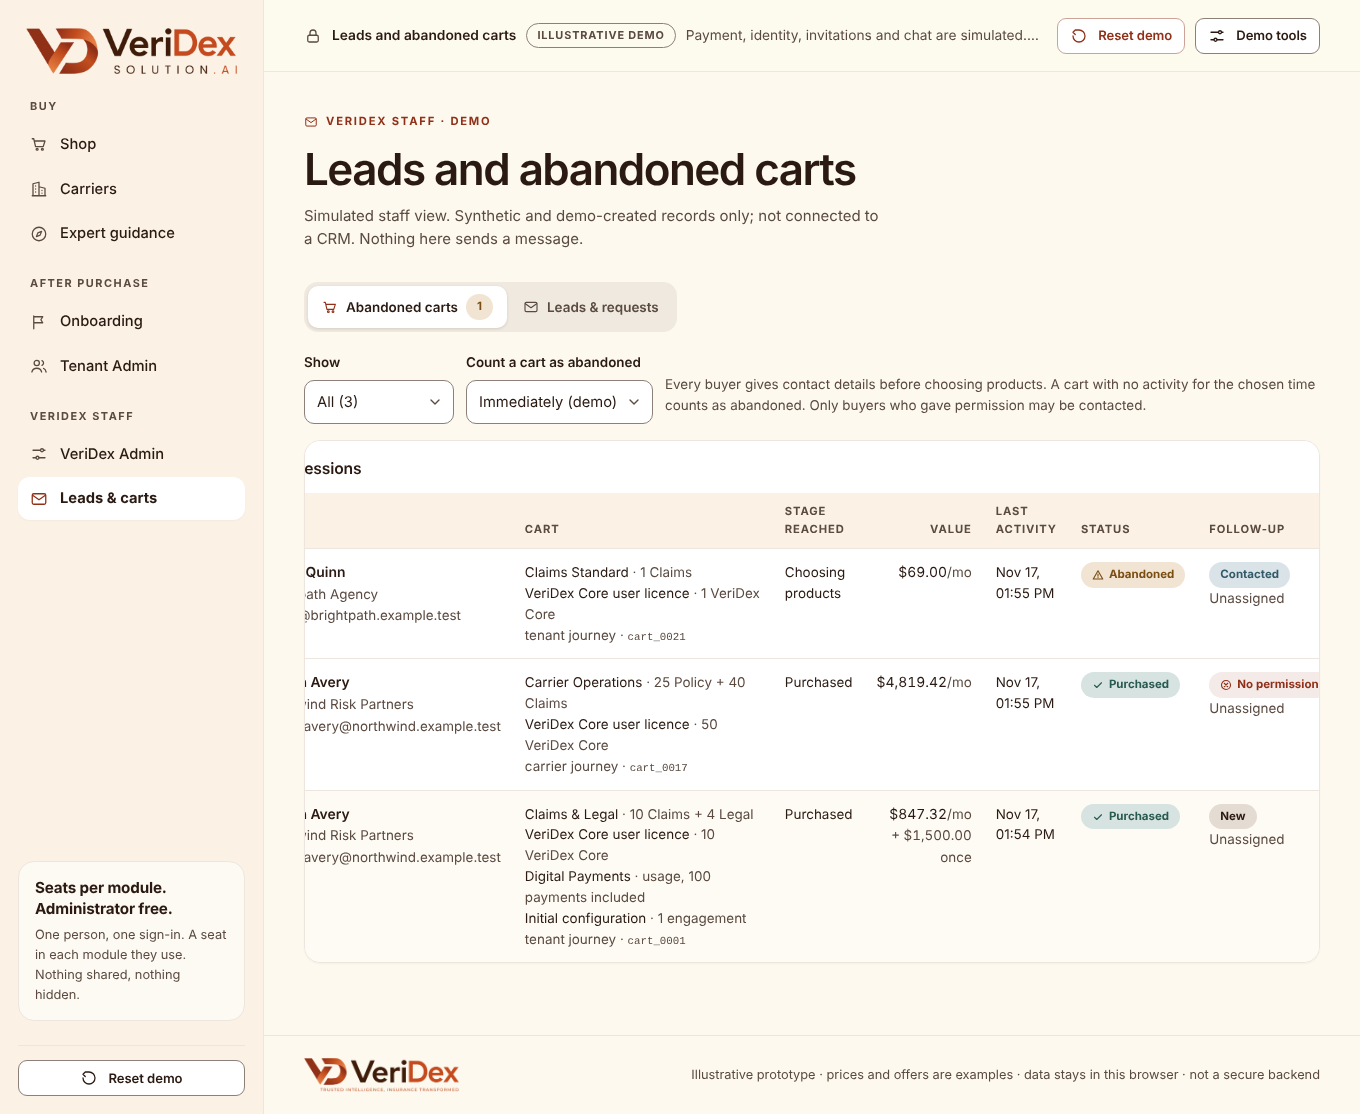 VeriDex
SOLUTION.AI
BUY
Shop
Carriers
Expert guidance
AFTER PURCHASE
Onboarding
Tenant Admin
VERIDEX STAFF
VeriDex Admin
Leads & carts
Seats per module.
Administrator free.
One person, one sign-in. A seat
in each module they use.
Nothing shared, nothing
hidden.
Reset demo
Leads and abandoned carts ILLUSTRATIVE DEMO Payment, identity, invitations and chat are simulated.... Reset demo Demo tools
VERIDEX STAFF · DEMO
Leads and abandoned carts
Simulated staff view. Synthetic and demo-created records only; not connected to
a CRM. Nothing here sends a message.
Abandoned carts 1 Leads & requests
Show Count a cart as abandoned
All (3) Immediately (demo)
Every buyer gives contact details before choosing products. A cart with no activity for the chosen time
counts as abandoned. Only buyers who gave permission may be contacted.
essions
CART STAGE REACHED VALUE LAST ACTIVITY STATUS FOLLOW-UP
Quinn
ath Agency
@brightpath.example.test
Claims Standard · 1 Claims
VeriDex Core user licence · 1 VeriDex
Core
tenant journey · cart_0021
Choosing
products
$69.00/mo
Nov 17,
01:55 PM
Abandoned
Contacted
Unassigned
Avery
ind Risk Partners
avery@northwind.example.test
Carrier Operations · 25 Policy + 40
Claims
VeriDex Core user licence · 50
VeriDex Core
carrier journey · cart_0017
Purchased
$4,819.42/mo
Nov 17,
01:55 PM
Purchased
No permission
Unassigned
Avery
ind Risk Partners
avery@northwind.example.test
Claims & Legal · 10 Claims + 4 Legal
VeriDex Core user licence · 10
VeriDex Core
Digital Payments · usage, 100
payments included
Initial configuration · 1 engagement
tenant journey · cart_0001
Purchased
$847.32/mo
+ $1,500.00
once
Nov 17,
01:54 PM
Purchased
New
Unassigned
VeriDex
TRUSTED INTELLIGENCE, INSURANCE TRANSFORMED
Illustrative prototype · prices and offers are examples · data stays in this browser · not a secure backend